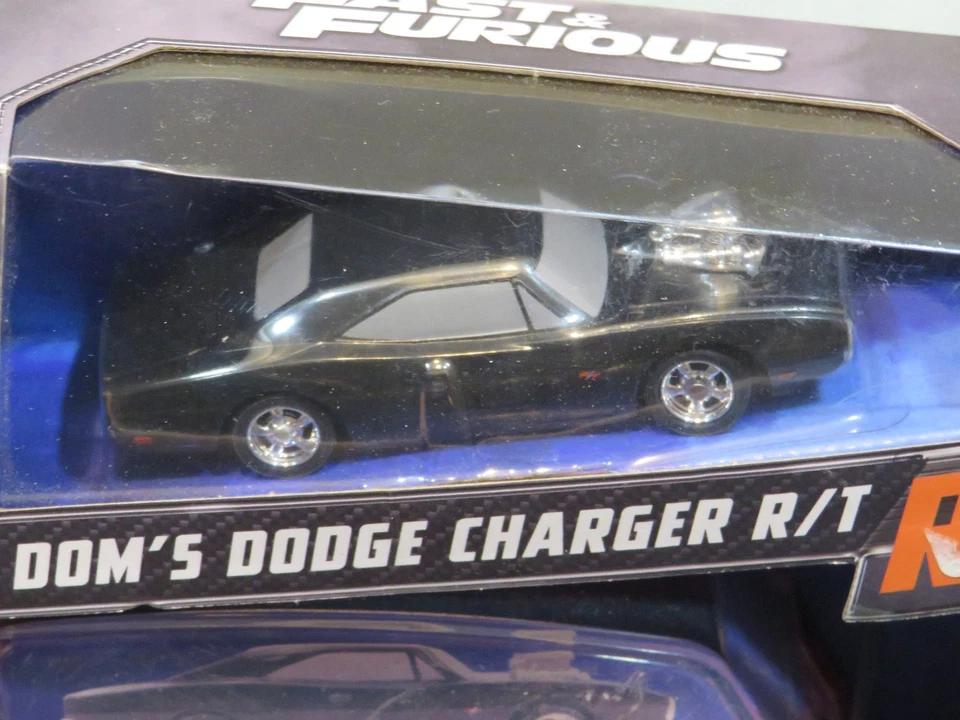 FAST &
FURIOUS
R/T
DOM'S DODGE CHARGER R/T
R